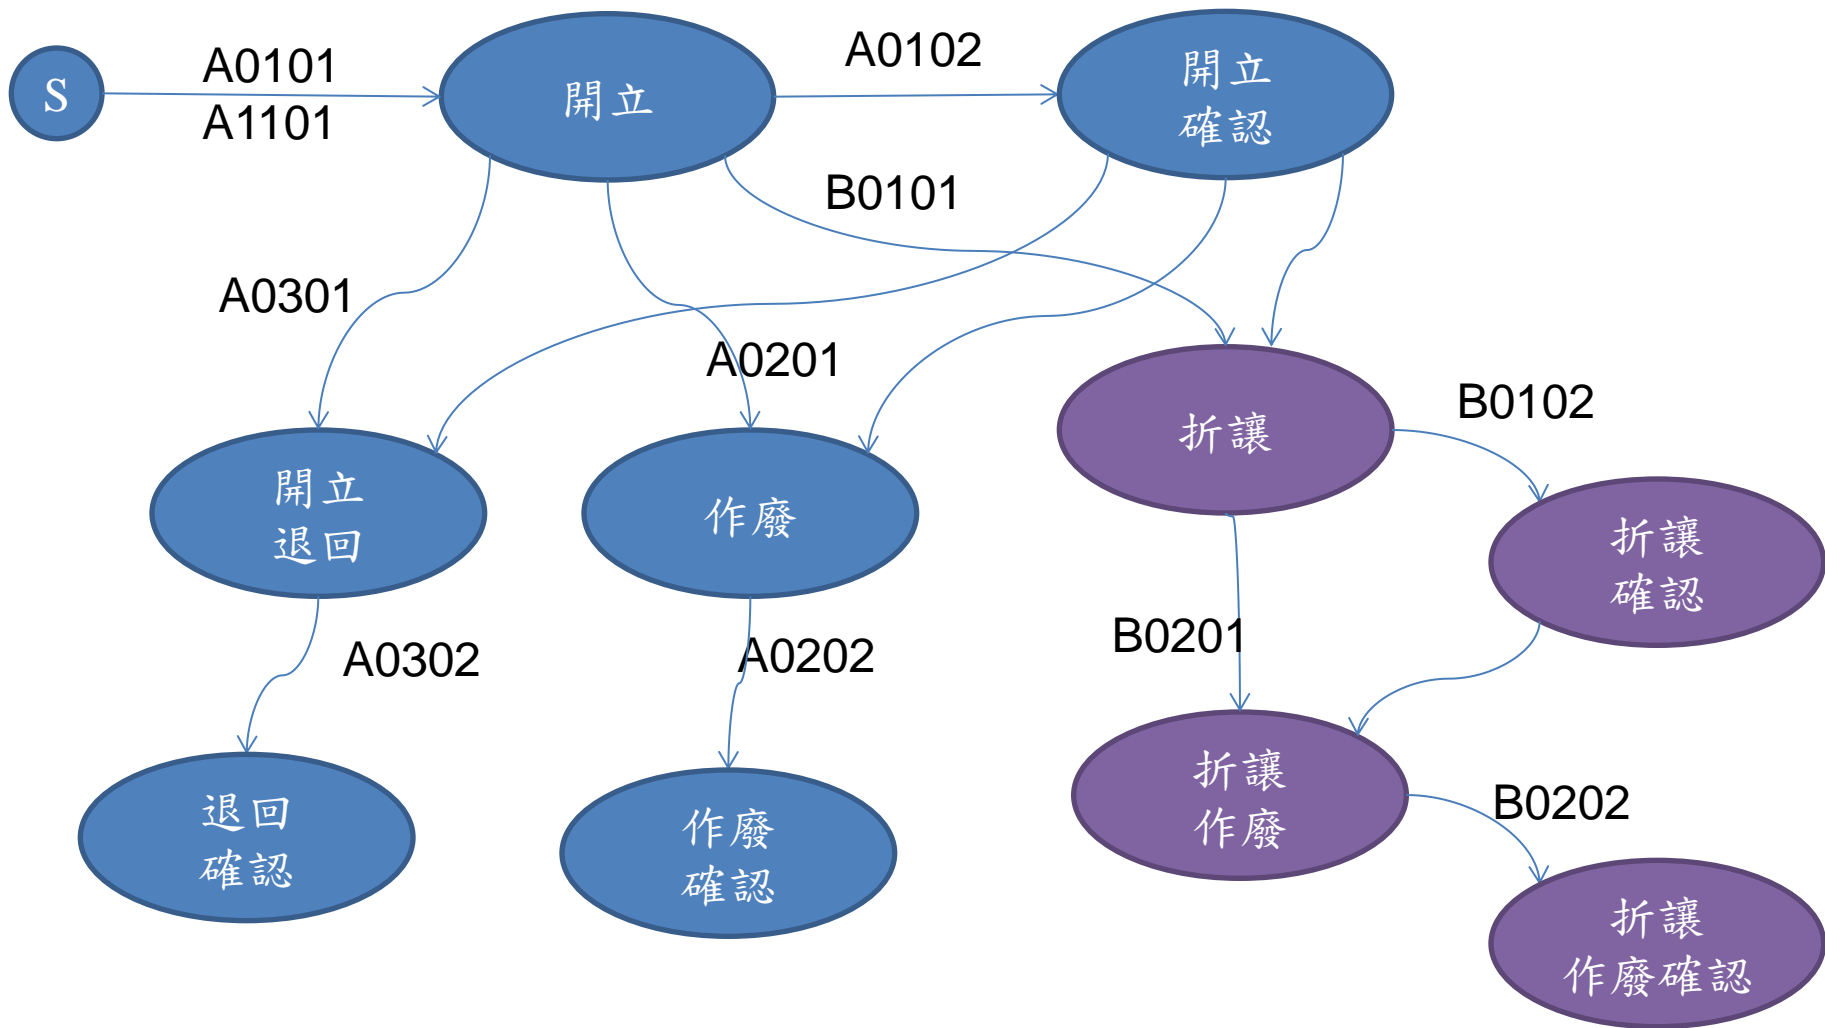 S
A0101
A1101
開立
A0102
開立
確認
B0101
A0301
A0201
折讓
B0102
開立
退回
作廢
折讓
確認
A0302
A0202
B0201
退回
確認
作廢
確認
折讓
作廢
B0202
折讓
作廢確認